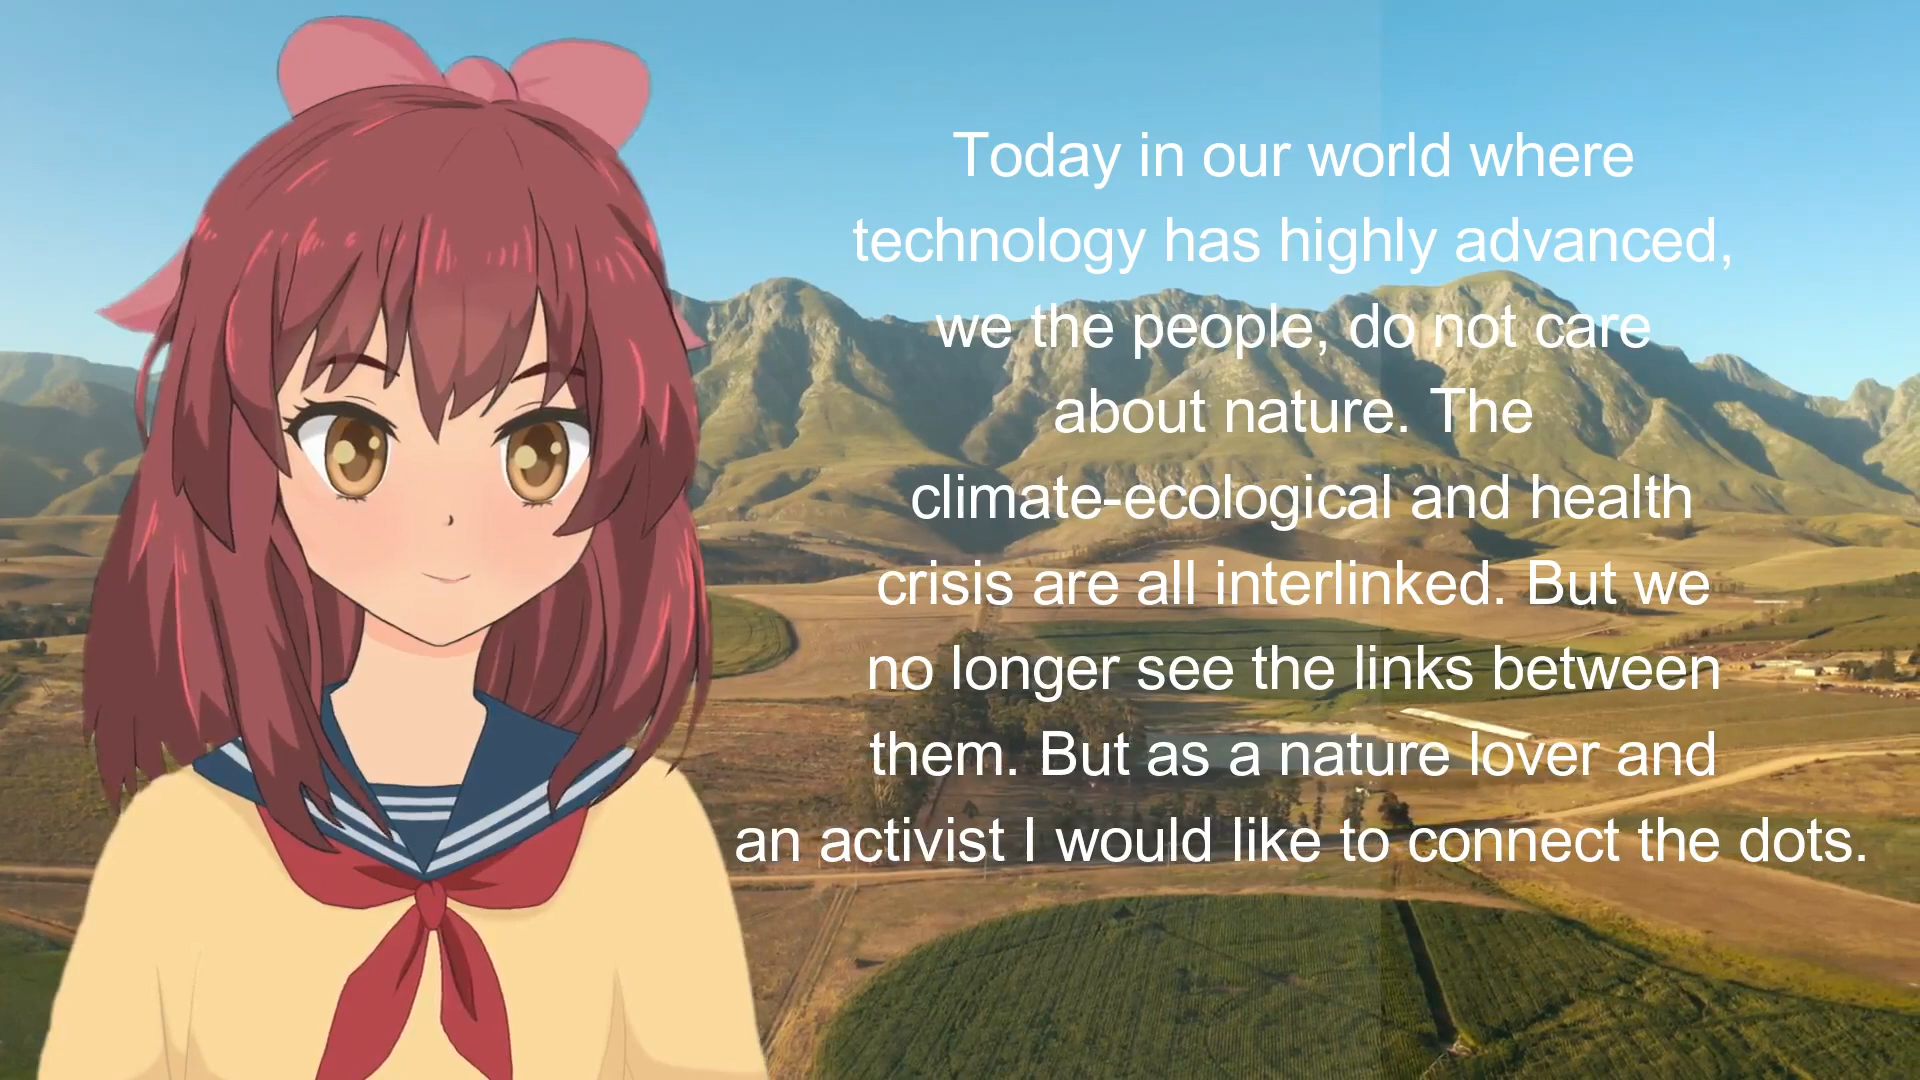 Today in our world where
technology has highly advanced,
we the people, do not care
about nature. The
climate-ecological and health
crisis are all interlinked. But we
no longer see the links between
them. But as a nature lover and
an activist I would like to connect the dots.